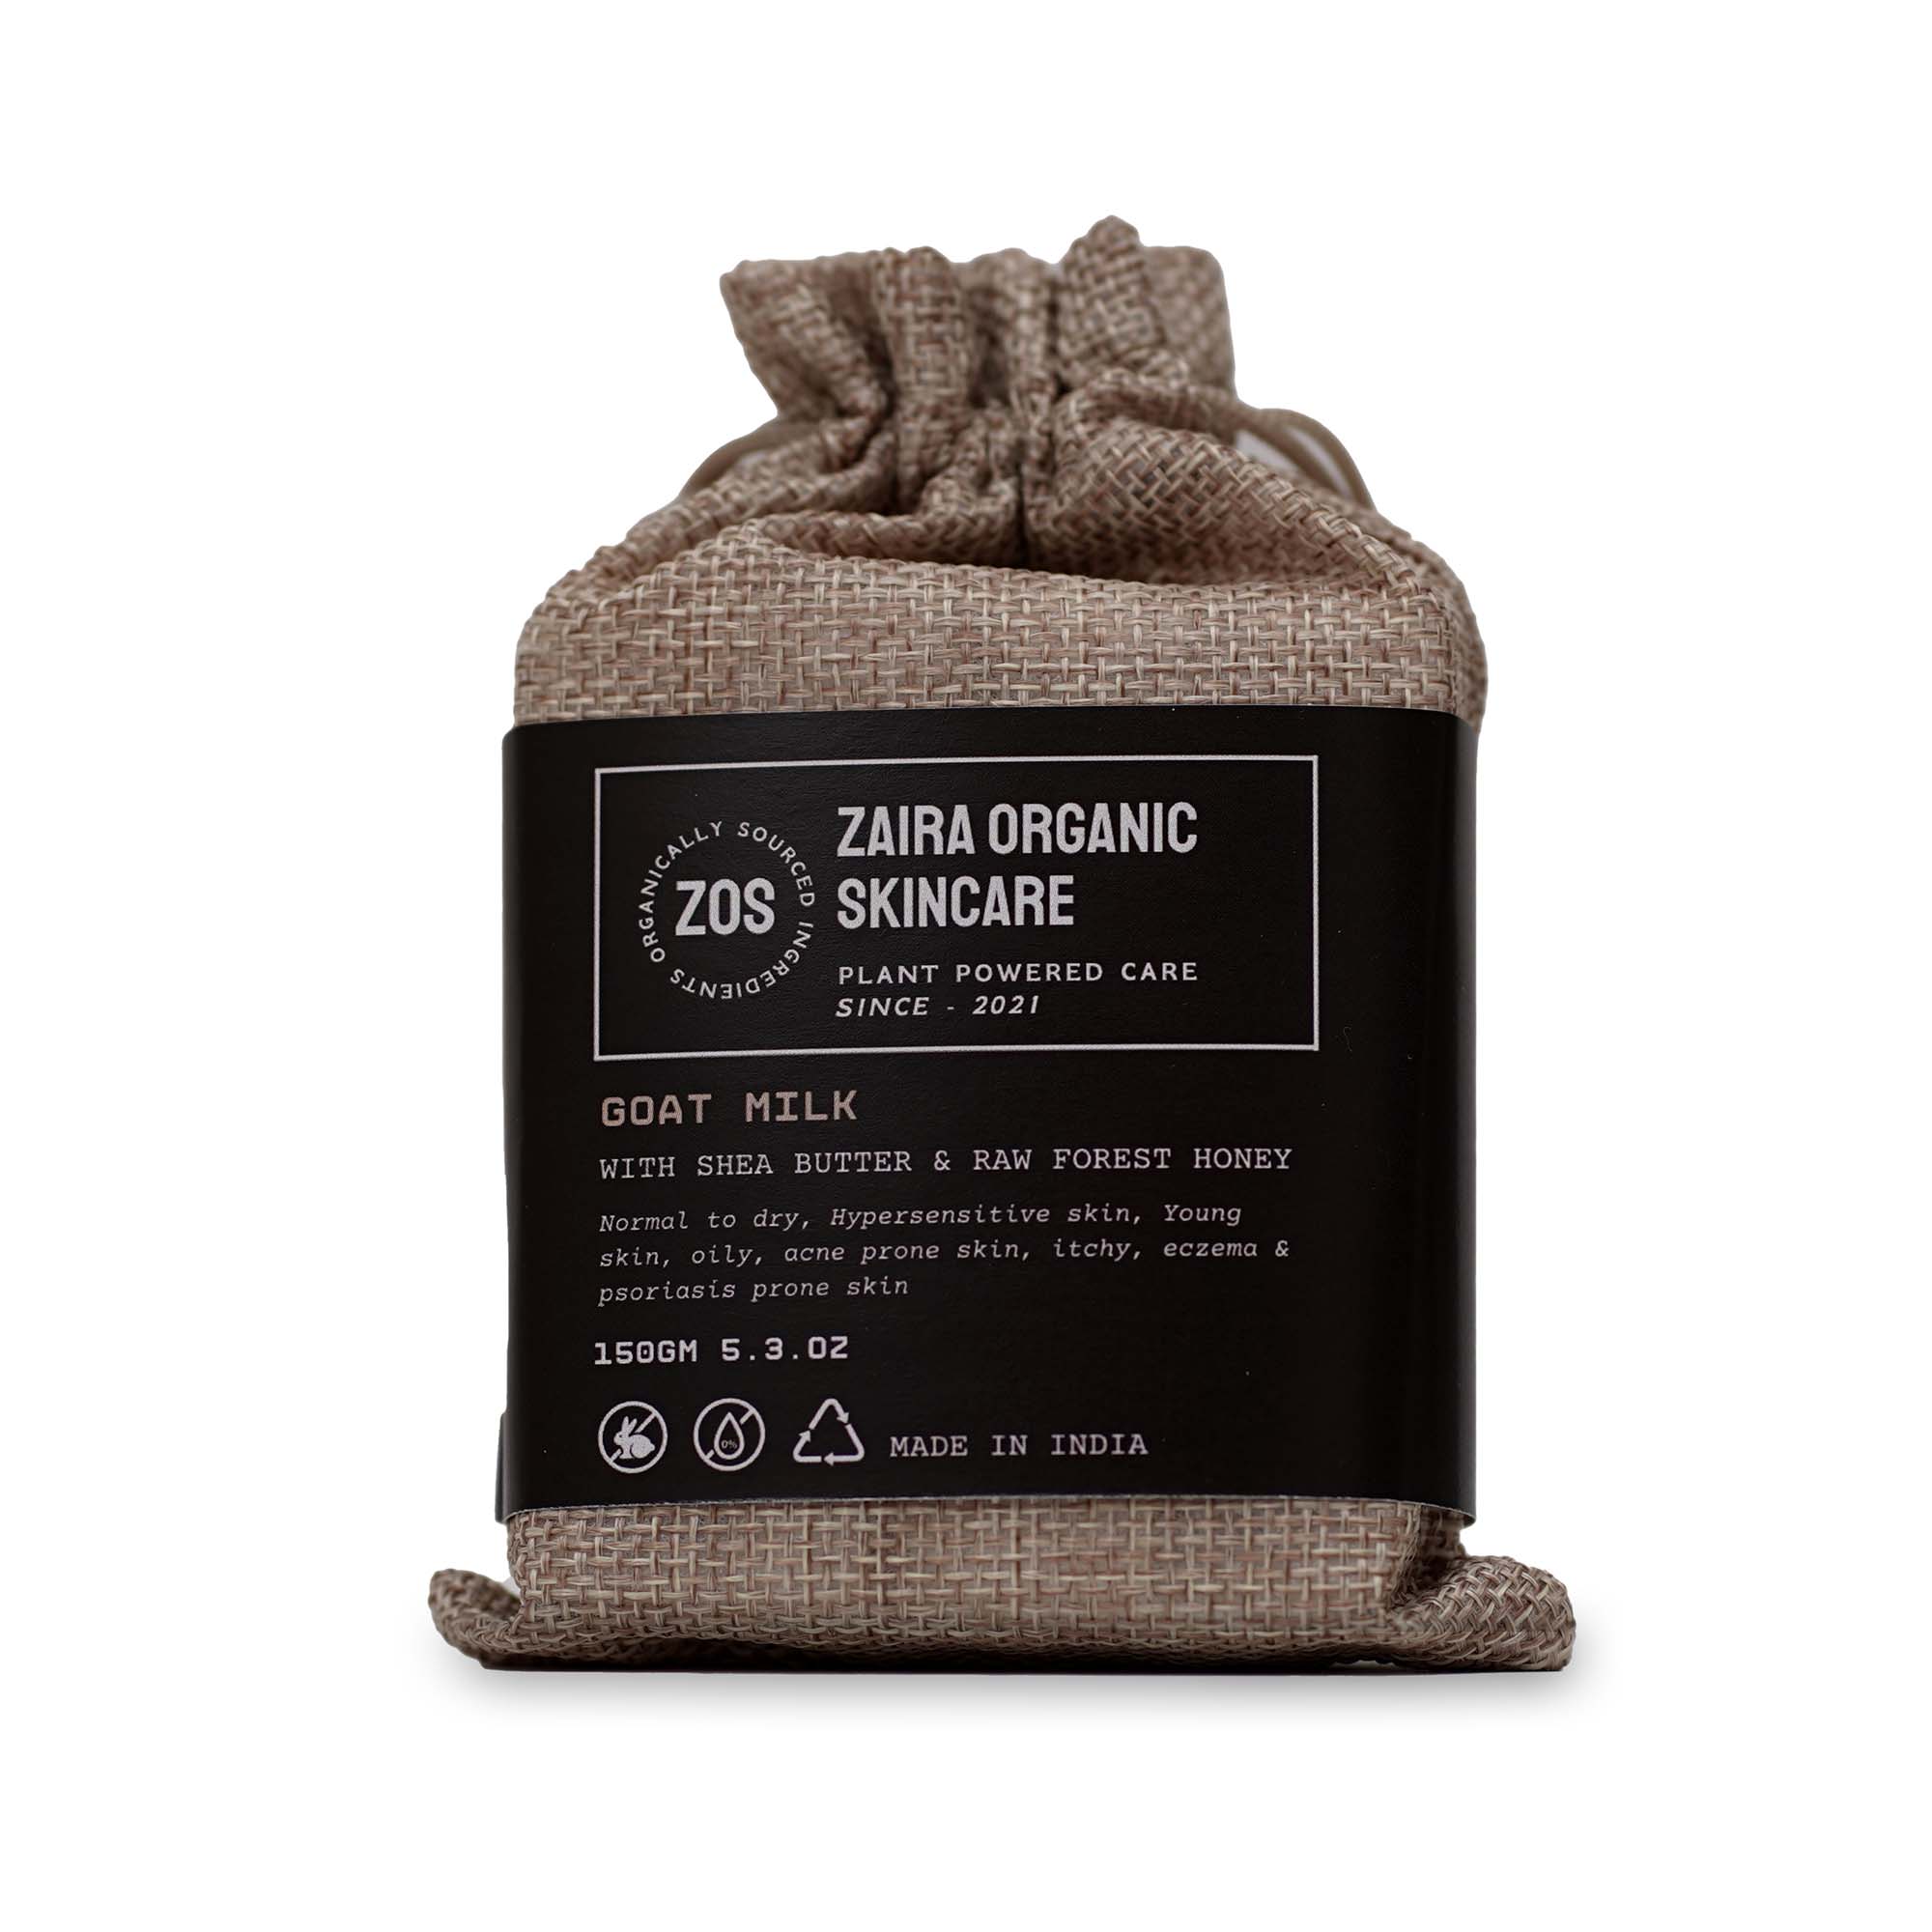 ORGANICALLY SOURCED INGREDIENTS
ZOS
ZAIRA ORGANIC
SKINCARE
PLANT POWERED CARE
SINCE - 2021
GOAT MILK
WITH SHEA BUTTER & RAW FOREST HONEY
Normal to dry, Hypersensitive skin, Young
skin, oily, acne prone skin, itchy, eczema &
psoriasis prone skin
150GM 5.3.OZ
0%
MADE IN INDIA